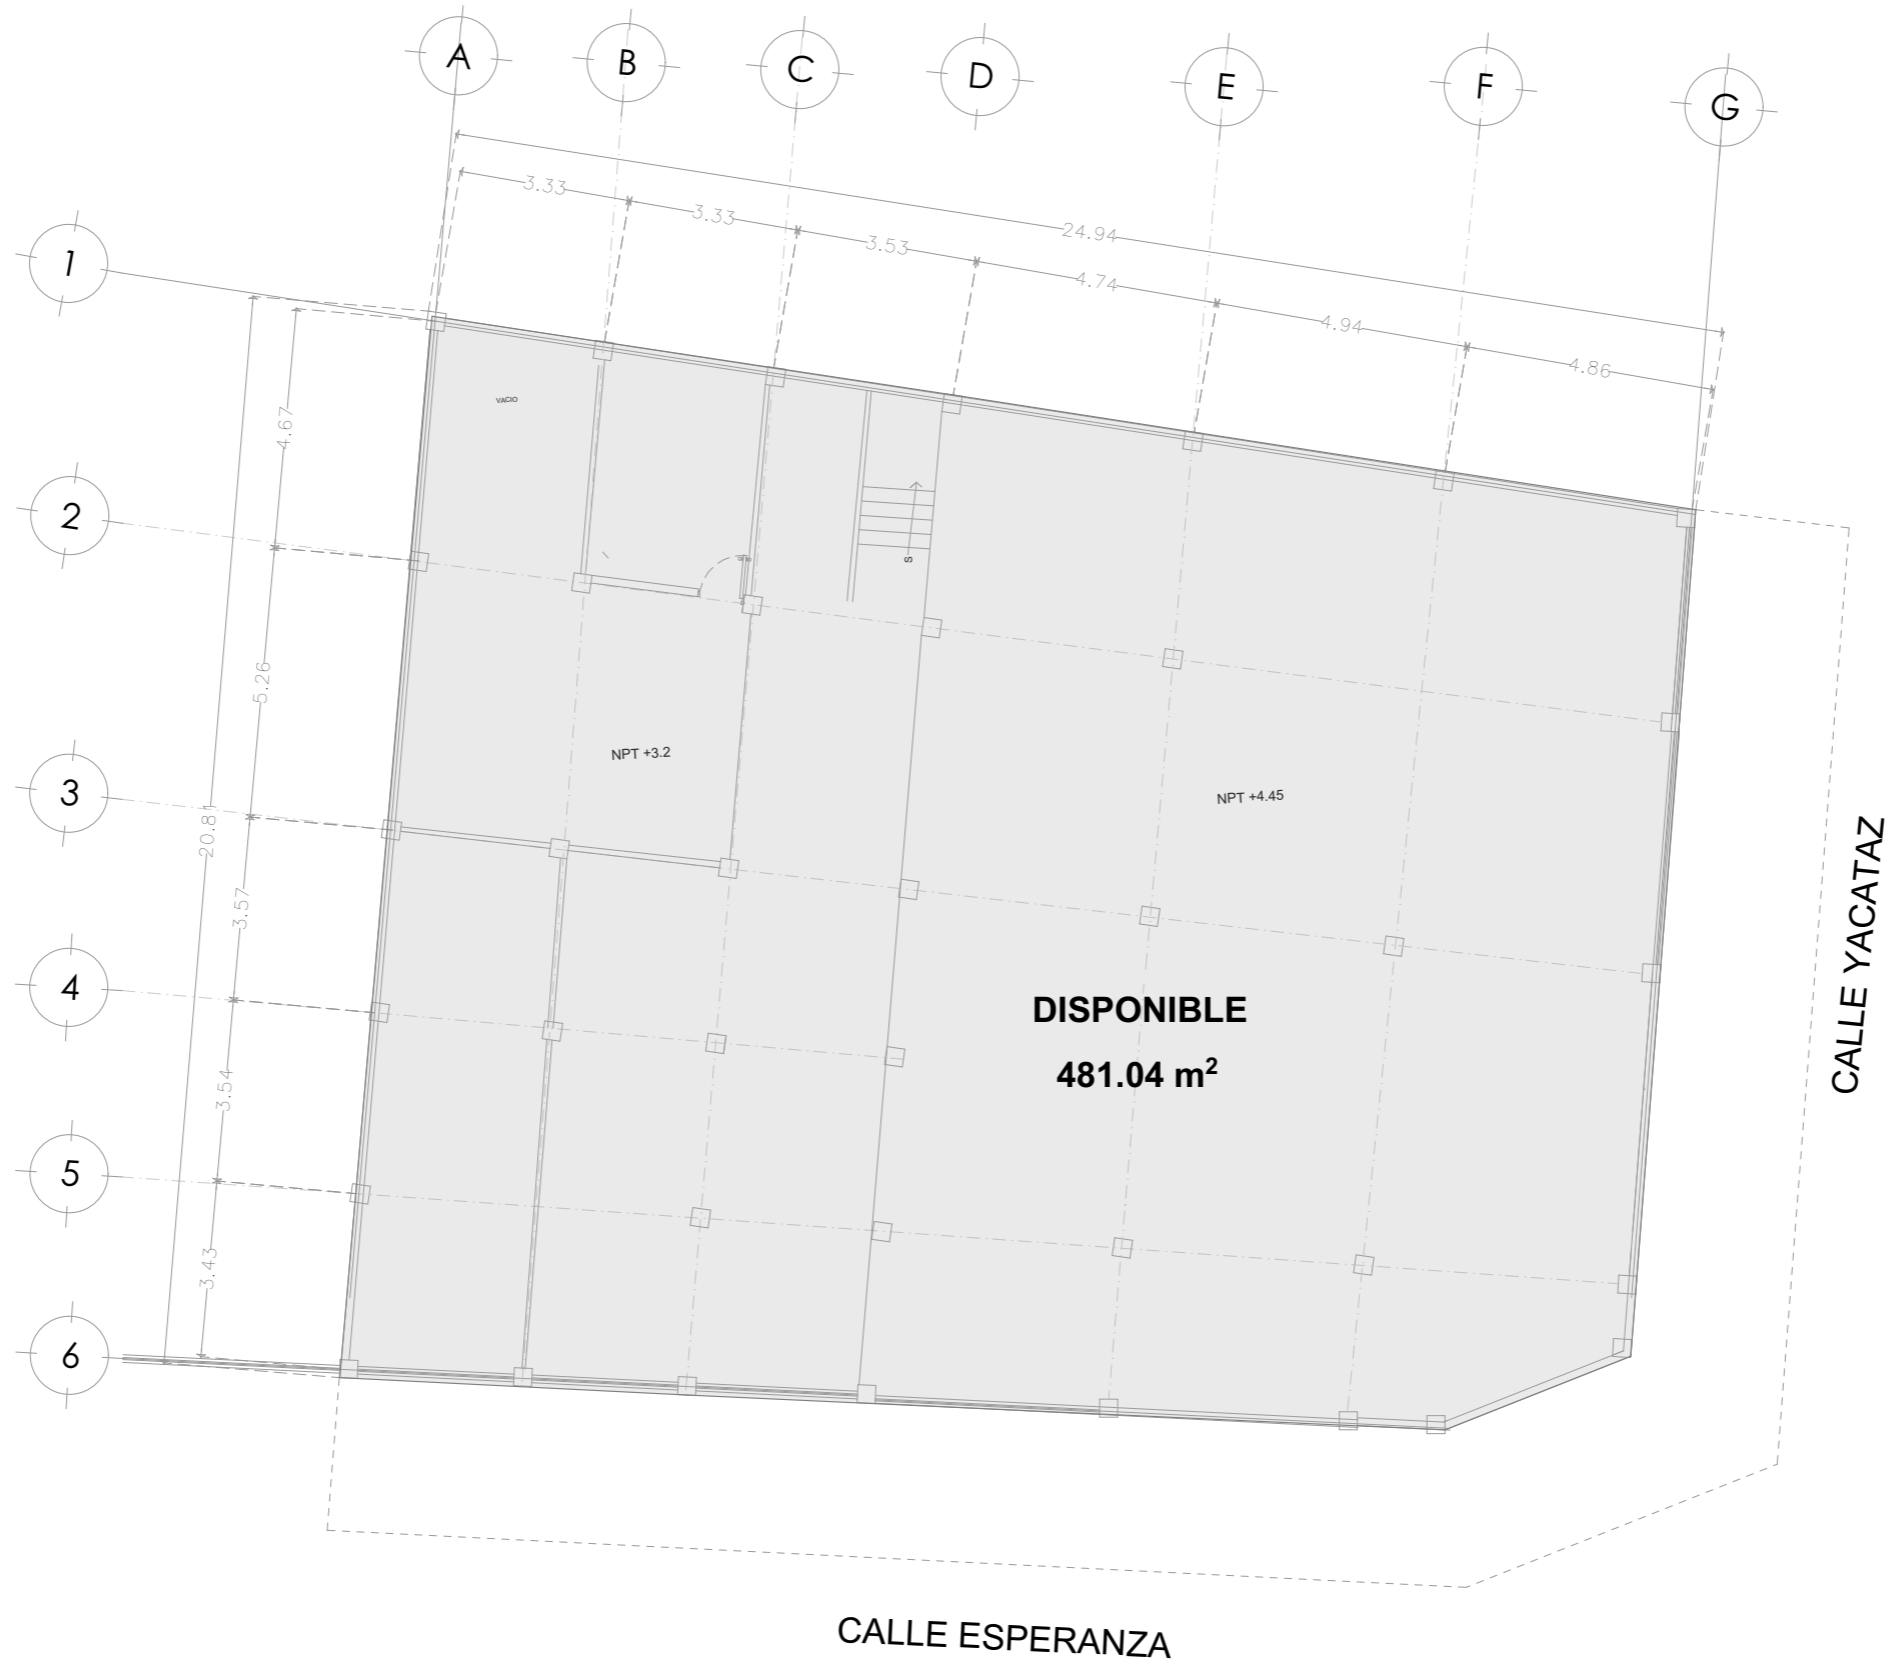 A
B
C
D
E
F
G
3.33
3.33
3.53
24.94
4.74
4.94
4.86
1
2
3
4
5
6
4.67
5.26
20.81
3.57
3.54
3.43
VACIO
S
NPT +3.2
NPT +4.45
DISPONIBLE
481.04 m²
CALLE YACATAZ
CALLE ESPERANZA